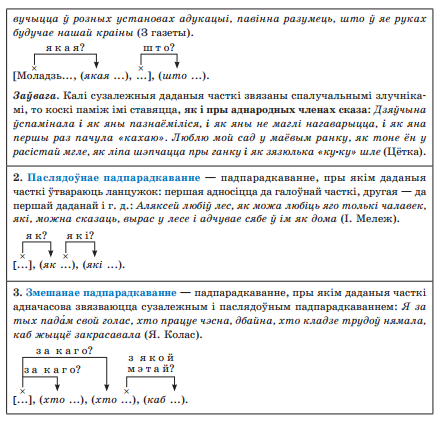 вучыцца ў розных установах адукацыі, павінна разумець, што ў яе руках
будучае нашай краіны (З газеты).
якая? што?
× ×
[Моладзь..., (якая ...), ...], (што ...).
Заўвага. Калі сузалежныя даданыя часткі звязаны спалучальнымі злучніка-
мі, то коскі паміж імі ставяцца, як і пры аднародных членах сказа: Дзяўчына
ўспамінала і як яны пазнаёміліся, і як яны не маглі нагаварыцца, і як яна
першы раз пачула «кахаю». Люблю мой сад у маёвым ранку, як тоне ён у
расістай мгле, як ліпа шэпчацца пры ганку і як зязюлька «ку-ку» шле (Цётка).
2. Паслядоўнае падпарадкаванне — падпарадкаванне, пры якім даданыя
часткі ўтвараюць ланцужок: першая адносіцца да галоўнай часткі, другая — да
першай даданай і г. д.: Аляксей любіў лес, як можа любіць яго толькі чалавек,
які, можна сказаць, вырас у лесе і адчувае сябе ў ім як дома (І. Мележ).
як? які?
× ×
[...], (як ...), (які ...).
3. Змешанае падпарадкаванне — падпарадкаванне, пры якім даданыя часткі
адначасова звязваюцца сузалежным і паслядоўным падпарадкаваннем: Я за
тых пада́м свой голас, хто працуе чэсна, дбайна, хто кладзе трудоў нямала,
каб жыццё закрасавала (Я. Колас).
за каго?
за каго? з якой
мэтай?
× ×
[...], (хто ...), (хто ...), (каб ...).